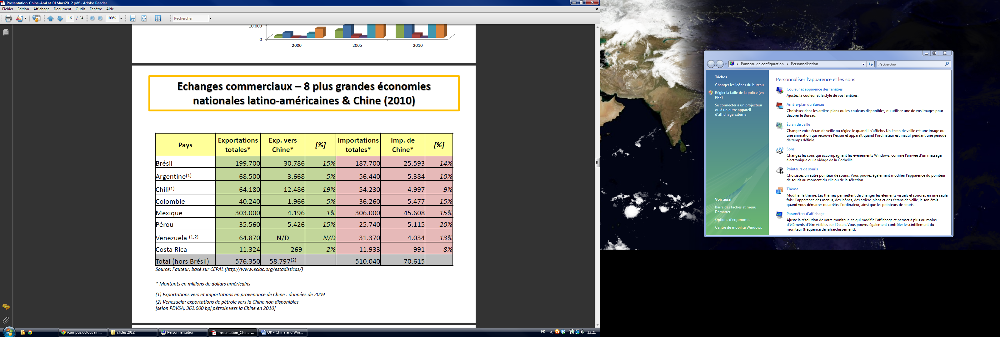 Presentation_Chine-AmLat_01Mars2012.pdf - Adobe Reader
Fichier Edition Affichage Document Outils Fenêtre Aide
16 / 34 100% Rechercher
10.000
0
2000 2005 2010
Echanges commerciaux – 8 plus grandes économies
nationales latino-américaines & Chine (2010)
Pays Exportations totales* Exp. vers Chine* [%] Importations totales* Imp. de Chine* [%]
Brésil 199.700 30.786 15% 187.700 25.593 14%
Argentine(1) 68.500 3.668 5% 56.440 5.384 10%
Chili(1) 64.180 12.486 19% 54.230 4.997 9%
Colombie 40.240 1.966 5% 36.260 5.477 15%
Mexique 303.000 4.196 1% 306.000 45.608 15%
Pérou 35.560 5.426 15% 25.740 5.115 20%
Venezuela (1,2) 64.870 N/D N/D 31.370 4.034 13%
Costa Rica 11.324 269 2% 11.933 991 8%
Total (hors Brésil) 576.350 58.797(2) 510.040 70.615
Source: l'auteur, basé sur CEPAL (http://www.eclac.org/estadisticas/)
* Montants en millions de dollars américains
(1) Exportations vers et importations en provenance de Chine : données de 2009
(2) Venezuela: exportations de pétrole vers la Chine non disponibles
[selon PDVSA, 362.000 bpj pétrole vers la Chine en 2010]
icampus.uclouvain.... slides 2012 Personnalisation Presentation_Chine-... OK - China and Wor... FR 13:21
Panneau de configuration Personnalisation Rechercher
Tâches
Changer les icônes du bureau
Régler la taille de la police (en
PPP)
Se connecter à un projecteur
ou à un autre appareil
d'affichage externe
Voir aussi
Barre des tâches et menu
Démarrer
Options d'ergonomie
Centre de mobilité Windows
Personnaliser l'apparence et les sons
Couleur et apparence des fenêtres
Ajustez la couleur et le style de vos fenêtres.
Arrière-plan du Bureau
Choisissez dans les arrière-plans ou les couleurs disponibles, ou utilisez une de vos images pour
décorer le Bureau.
Écran de veille
Changez votre écran de veille ou réglez-le quand il s'affiche. Un écran de veille est une image ou
une animation qui recouvre l'écran et apparaît quand l'ordinateur est inactif pendant une période
de temps définie.
Sons
Changez les sons qui accompagnent les événements Windows, comme l'arrivée d'un message
électronique ou le vidage de la Corbeille.
Pointeurs de souris
Choisissez un autre pointeur de souris. Vous pouvez également modifier l'apparence du pointeur
de souris au moment du clic ou de la sélection.
Thème
Modifier le thème. Les thèmes permettent de changer les éléments visuels et sonores en une seule
fois : l'apparence des menus, des icônes, des arrière-plans et des écrans de veille, le son émis
quand vous démarrez ou arrêtez l'ordinateur, ainsi que les pointeurs de souris.
Paramètres d'affichage
Ajuste la résolution de votre moniteur, ce qui modifie l'affichage et permet à plus ou moins
d'éléments d'être visibles sur l'écran. Vous pouvez également contrôler le scintillement du
moniteur (fréquence de rafraîchissement).